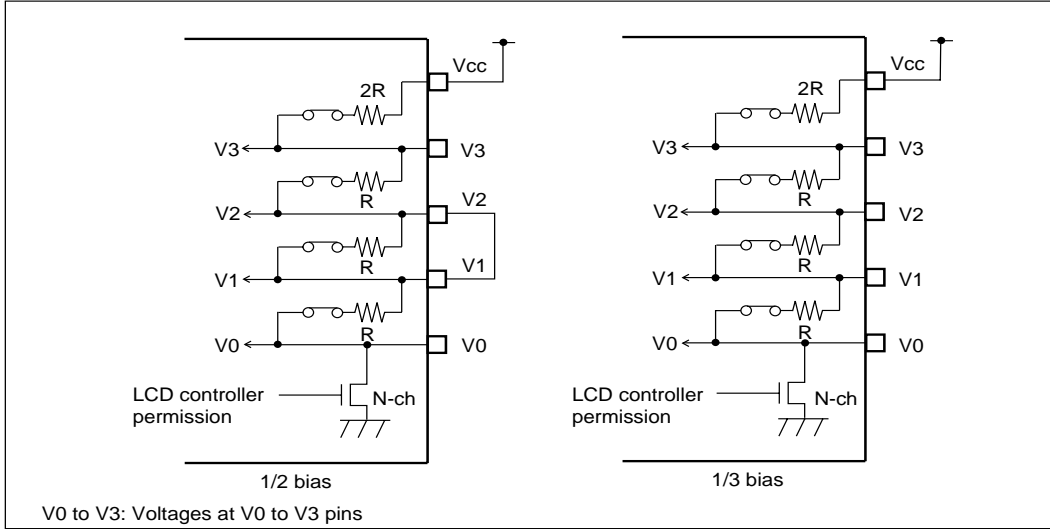 Vcc
2R
V3
V3
R
V2
V2
R
V1
V1
R
V0
V0
LCD controller
permission
N-ch
1/2 bias
Vcc
2R
V3
V3
R
V2
V2
R
V1
V1
R
V0
V0
LCD controller
permission
N-ch
1/3 bias
V0 to V3: Voltages at V0 to V3 pins